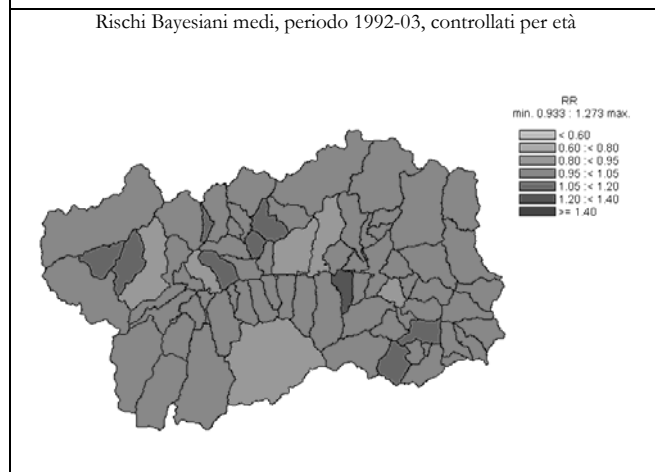 Rischi Bayesiani medi, periodo 1992-03, controllati per età
RR
min. 0.933 : 1.273 max.
< 0.60
0.60 :< 0.80
0.80 :< 0.95
0.95 :< 1.05
1.05 :< 1.20
1.20 :< 1.40
>= 1.40